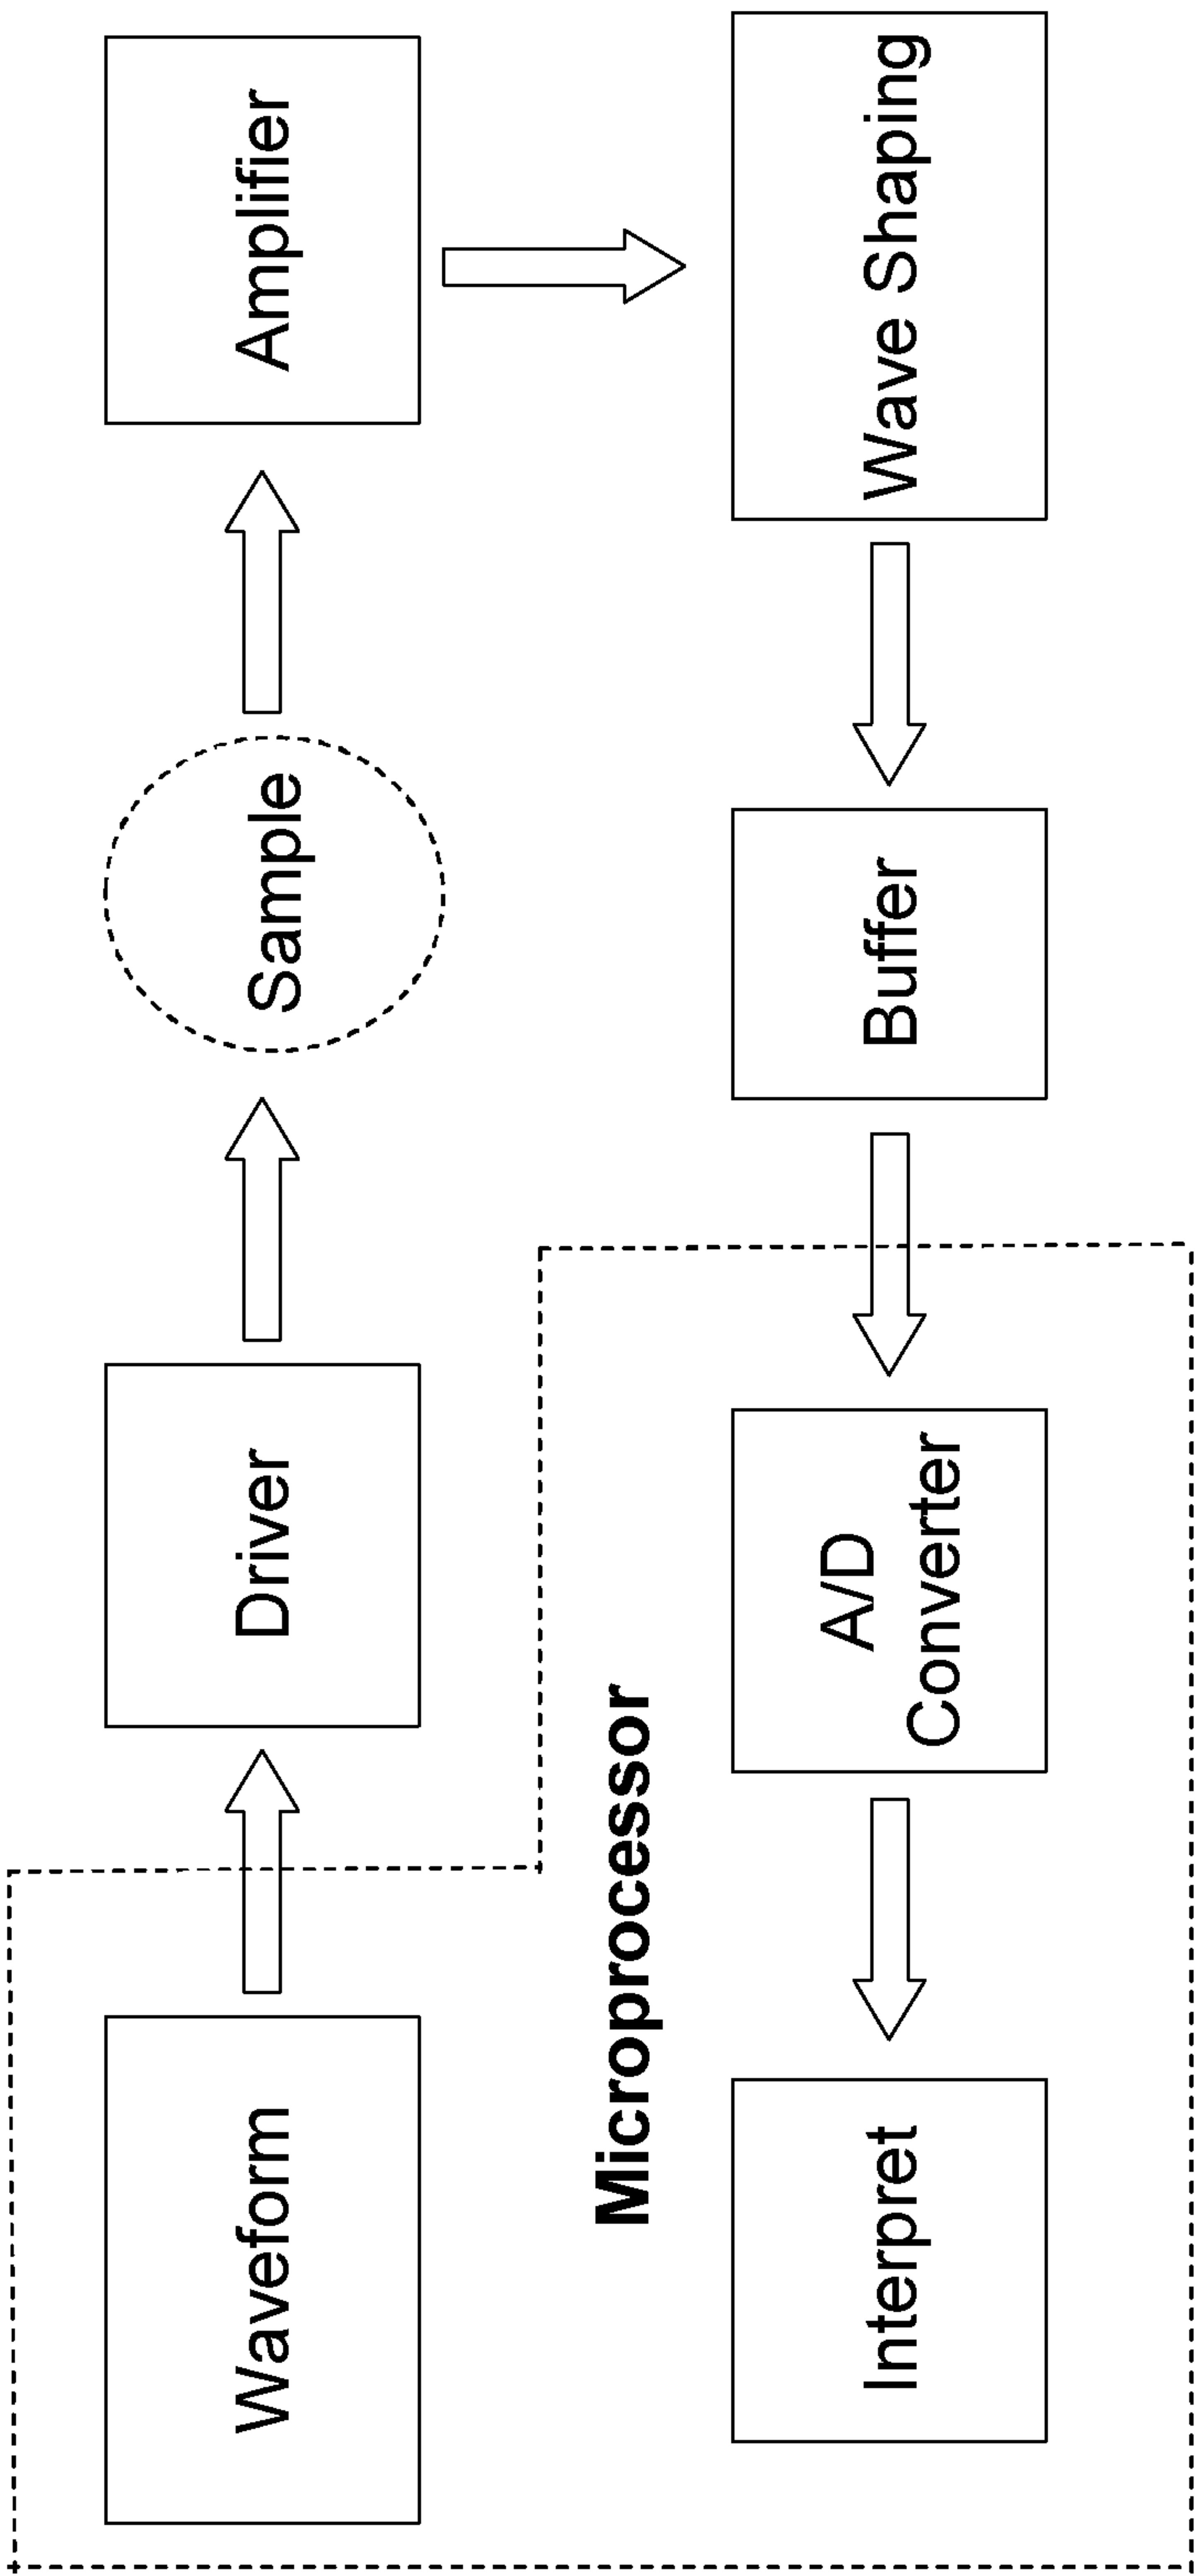 Waveform
Driver
Sample
Amplifier
Microprocessor
Interpret
A/D
Converter
Buffer
Wave Shaping